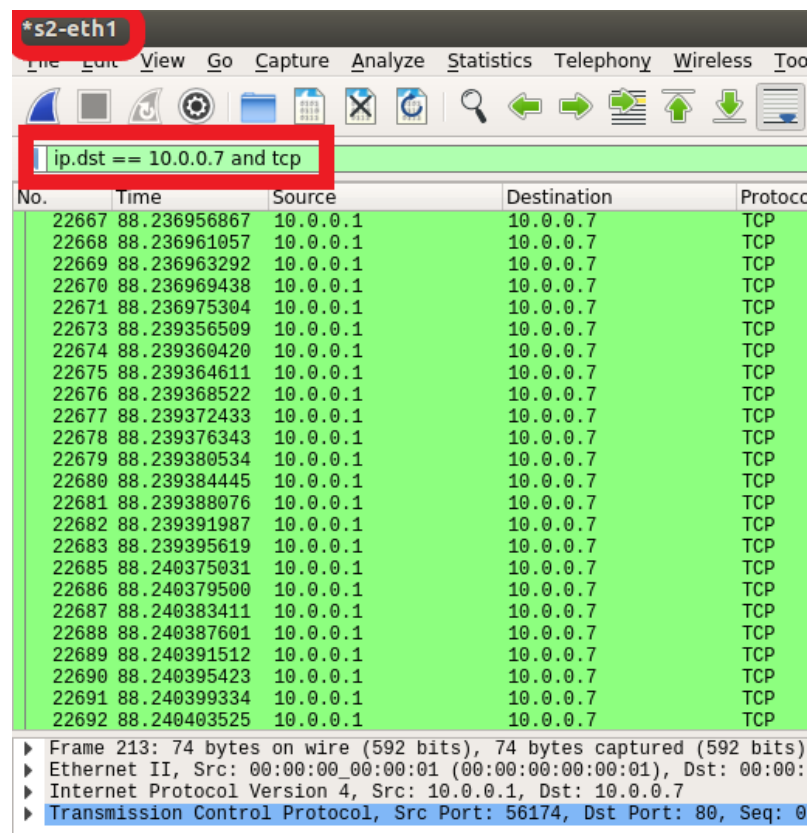 *s2-eth1
File Edit View Go Capture Analyze Statistics Telephony Wireless Too
ip.dst == 10.0.0.7 and tcp
No. Time Source Destination Protoco
22667 88.236956867 10.0.0.1 10.0.0.7 TCP
22668 88.236961057 10.0.0.1 10.0.0.7 TCP
22669 88.236963292 10.0.0.1 10.0.0.7 TCP
22670 88.236969438 10.0.0.1 10.0.0.7 TCP
22671 88.236975304 10.0.0.1 10.0.0.7 TCP
22673 88.239356509 10.0.0.1 10.0.0.7 TCP
22674 88.239360420 10.0.0.1 10.0.0.7 TCP
22675 88.239364611 10.0.0.1 10.0.0.7 TCP
22676 88.239368522 10.0.0.1 10.0.0.7 TCP
22677 88.239372433 10.0.0.1 10.0.0.7 TCP
22678 88.239376343 10.0.0.1 10.0.0.7 TCP
22679 88.239380534 10.0.0.1 10.0.0.7 TCP
22680 88.239384445 10.0.0.1 10.0.0.7 TCP
22681 88.239388076 10.0.0.1 10.0.0.7 TCP
22682 88.239391987 10.0.0.1 10.0.0.7 TCP
22683 88.239395619 10.0.0.1 10.0.0.7 TCP
22685 88.240375031 10.0.0.1 10.0.0.7 TCP
22686 88.240379500 10.0.0.1 10.0.0.7 TCP
22687 88.240383411 10.0.0.1 10.0.0.7 TCP
22688 88.240387601 10.0.0.1 10.0.0.7 TCP
22689 88.240391512 10.0.0.1 10.0.0.7 TCP
22690 88.240395423 10.0.0.1 10.0.0.7 TCP
22691 88.240399334 10.0.0.1 10.0.0.7 TCP
22692 88.240403525 10.0.0.1 10.0.0.7 TCP
Frame 213: 74 bytes on wire (592 bits), 74 bytes captured (592 bits)
Ethernet II, Src: 00:00:00_00:00:01 (00:00:00:00:00:01), Dst: 00:00:
Internet Protocol Version 4, Src: 10.0.0.1, Dst: 10.0.0.7
Transmission Control Protocol, Src Port: 56174, Dst Port: 80, Seq: 0